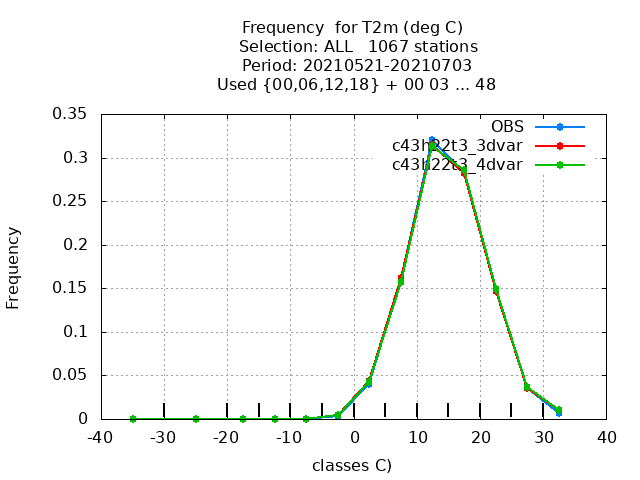 Frequency  for T2m (deg C)
Selection: ALL   1067 stations
Period: 20210521-20210703
Used {00,06,12,18} + 00 03 ... 48
OBS
c43h22t3_3dvar
c43h22t3_4dvar
Frequency
0.35
0.3
0.25
0.2
0.15
0.1
0.05
0
-40 -30 -20 -10 0 10 20 30 40
classes C)